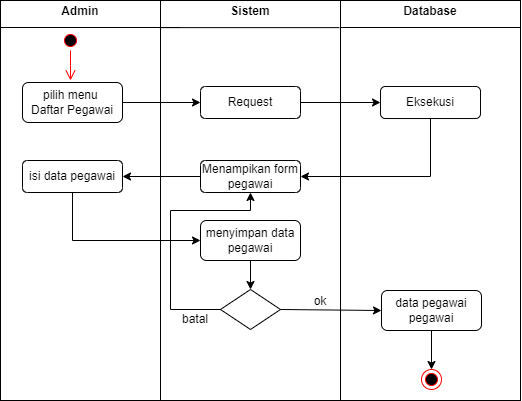 Admin
Sistem
Database
pilih menu
Daftar Pegawai
Request
Eksekusi
isi data pegawai
Menampikan form
pegawai
menyimpan data
pegawai
batal
ok
data pegawai
pegawai